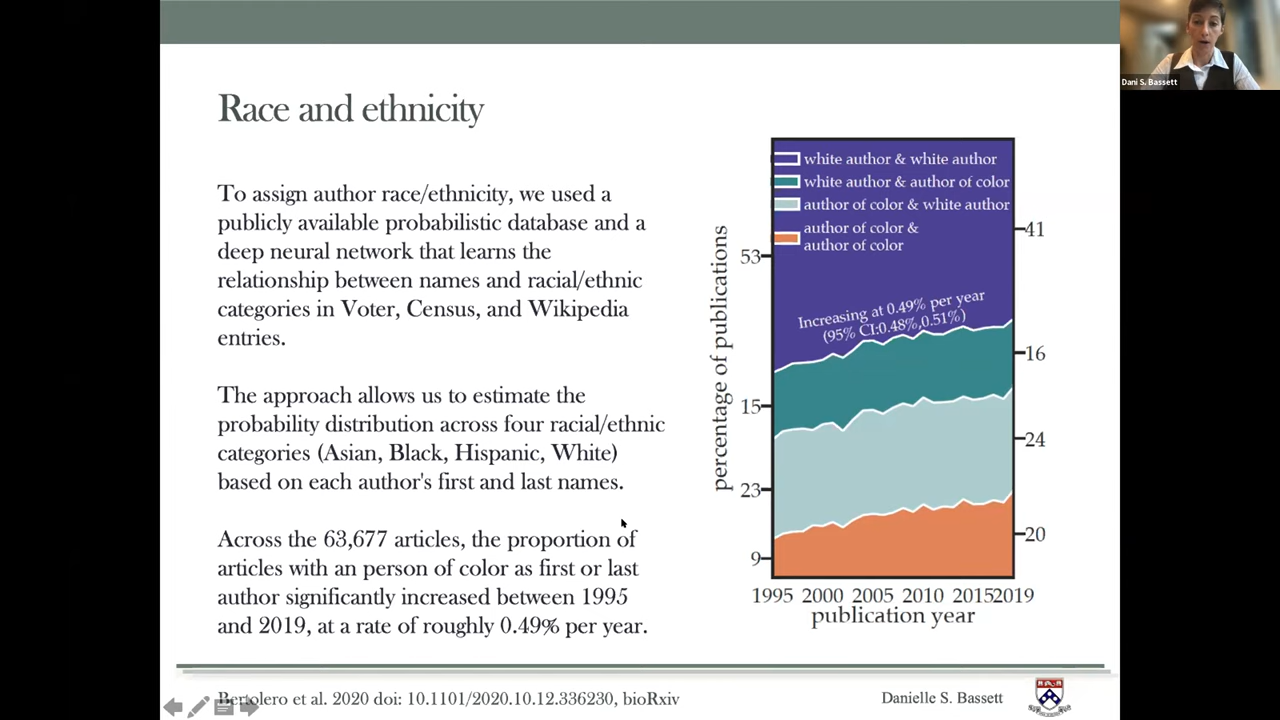 Dani S. Bassett
Race and ethnicity
To assign author race/ethnicity, we used a
publicly available probabilistic database and a
deep neural network that learns the
relationship between names and racial/ethnic
categories in Voter, Census, and Wikipedia
entries.
The approach allows us to estimate the
probability distribution across four racial/ethnic
categories (Asian, Black, Hispanic, White)
based on each author's first and last names.
Across the 63,677 articles, the proportion of
articles with an person of color as first or last
author significantly increased between 1995
and 2019, at a rate of roughly 0.49% per year.
white author & white author
white author & author of color
author of color & white author
author of color &
author of color
Increasing at 0.49% per year
(95% CI:0.48%,0.51%)
percentage of publications
53
15
23
9
41
16
24
20
1995 2000 2005 2010 2015 2019
publication year
Bertolero et al. 2020 doi: 10.1101/2020.10.12.336230, bioRxiv
Danielle S. Bassett